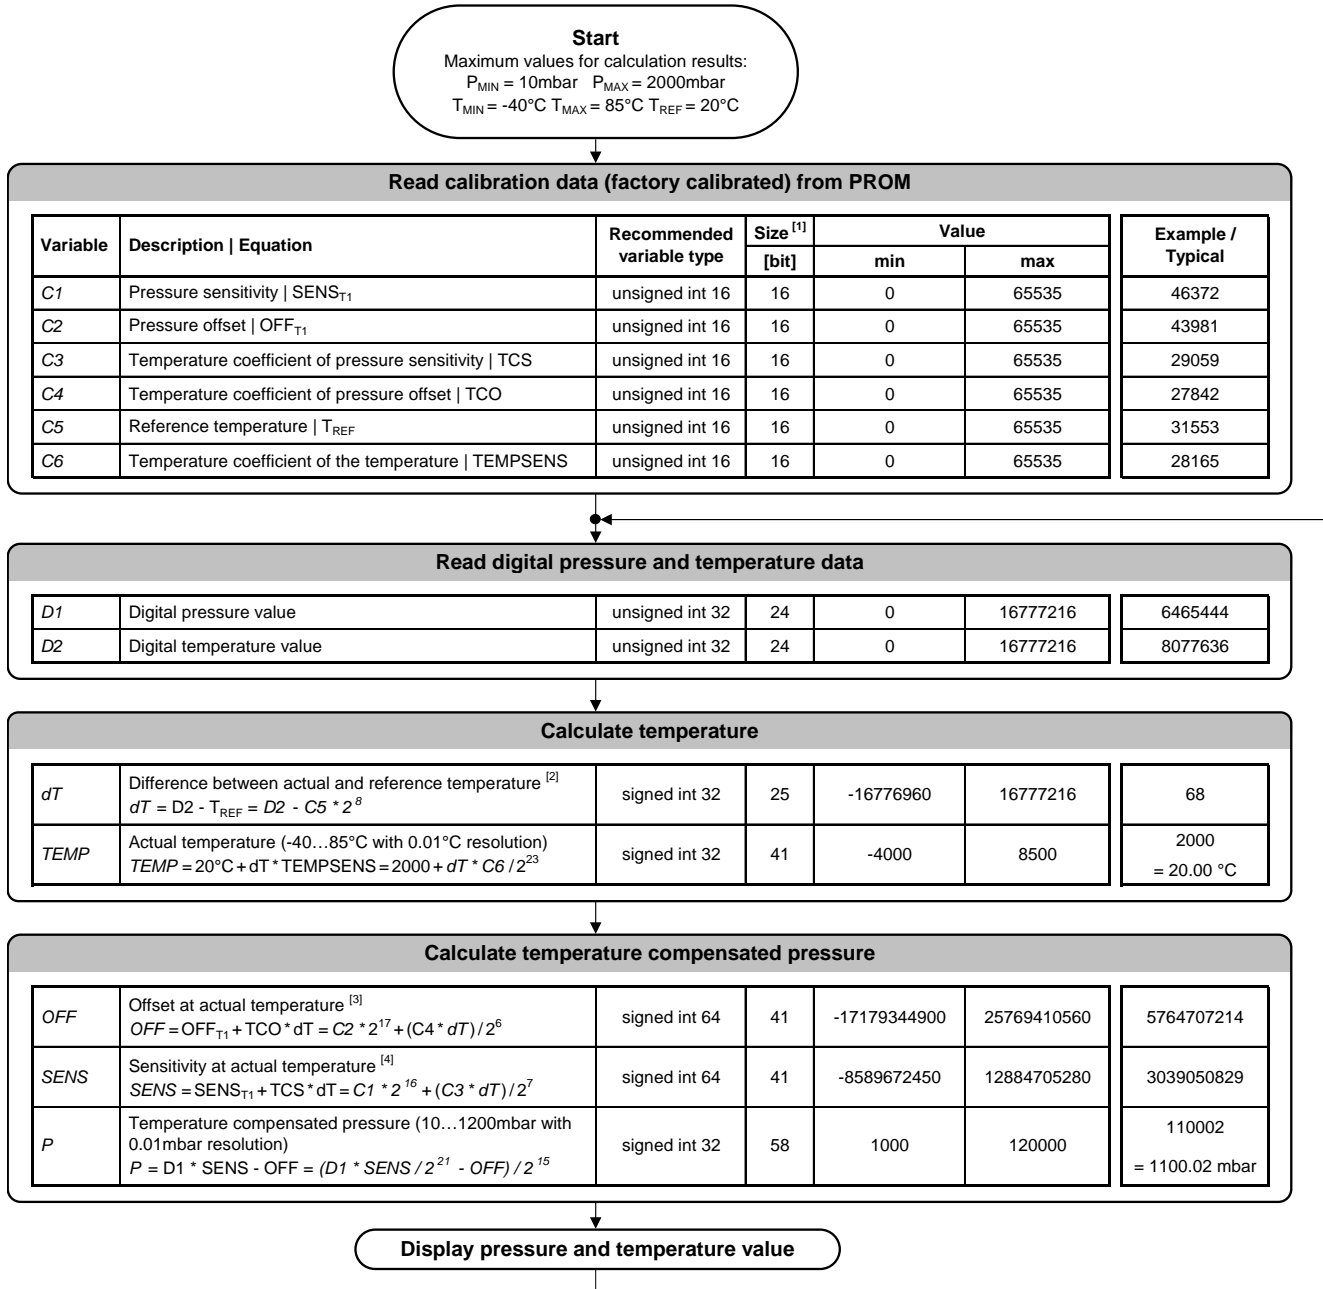 Start
Maximum values for calculation results:
PMIN = 10mbar PMAX = 2000mbar
TMIN = -40°C TMAX = 85°C TREF = 20°C
Read calibration data (factory calibrated) from PROM
Variable Description | Equation Recommended variable type Size [1] [bit] Value min max Example / Typical
C1 Pressure sensitivity | SENST1 unsigned int 16 16 0 65535 46372
C2 Pressure offset | OFFT1 unsigned int 16 16 0 65535 43981
C3 Temperature coefficient of pressure sensitivity | TCS unsigned int 16 16 0 65535 29059
C4 Temperature coefficient of pressure offset | TCO unsigned int 16 16 0 65535 27842
C5 Reference temperature | TREF unsigned int 16 16 0 65535 31553
C6 Temperature coefficient of the temperature | TEMPSENS unsigned int 16 16 0 65535 28165
Read digital pressure and temperature data
D1 Digital pressure value unsigned int 32 24 0 16777216 6465444
D2 Digital temperature value unsigned int 32 24 0 16777216 8077636
Calculate temperature
dT Difference between actual and reference temperature [2]
dT = D2 - TREF = D2 - C5 * 2^8 signed int 32 25 -16776960 16777216 68
TEMP Actual temperature (-40…85°C with 0.01°C resolution)
TEMP = 20°C + dT * TEMPSENS = 2000 + dT * C6 / 2^23 signed int 32 41 -4000 8500 2000
= 20.00 °C
Calculate temperature compensated pressure
OFF Offset at actual temperature [3]
OFF = OFFT1 + TCO * dT = C2 * 2^17 + (C4 * dT) / 2^6 signed int 64 41 -17179344900 25769410560 5764707214
SENS Sensitivity at actual temperature [4]
SENS = SENST1 + TCS * dT = C1 * 2^16 + (C3 * dT) / 2^7 signed int 64 41 -8589672450 12884705280 3039050829
P Temperature compensated pressure (10…1200mbar with
0.01mbar resolution)
P = D1 * SENS - OFF = (D1 * SENS / 2^21 - OFF) / 2^15 signed int 32 58 1000 120000 110002
= 1100.02 mbar
Display pressure and temperature value